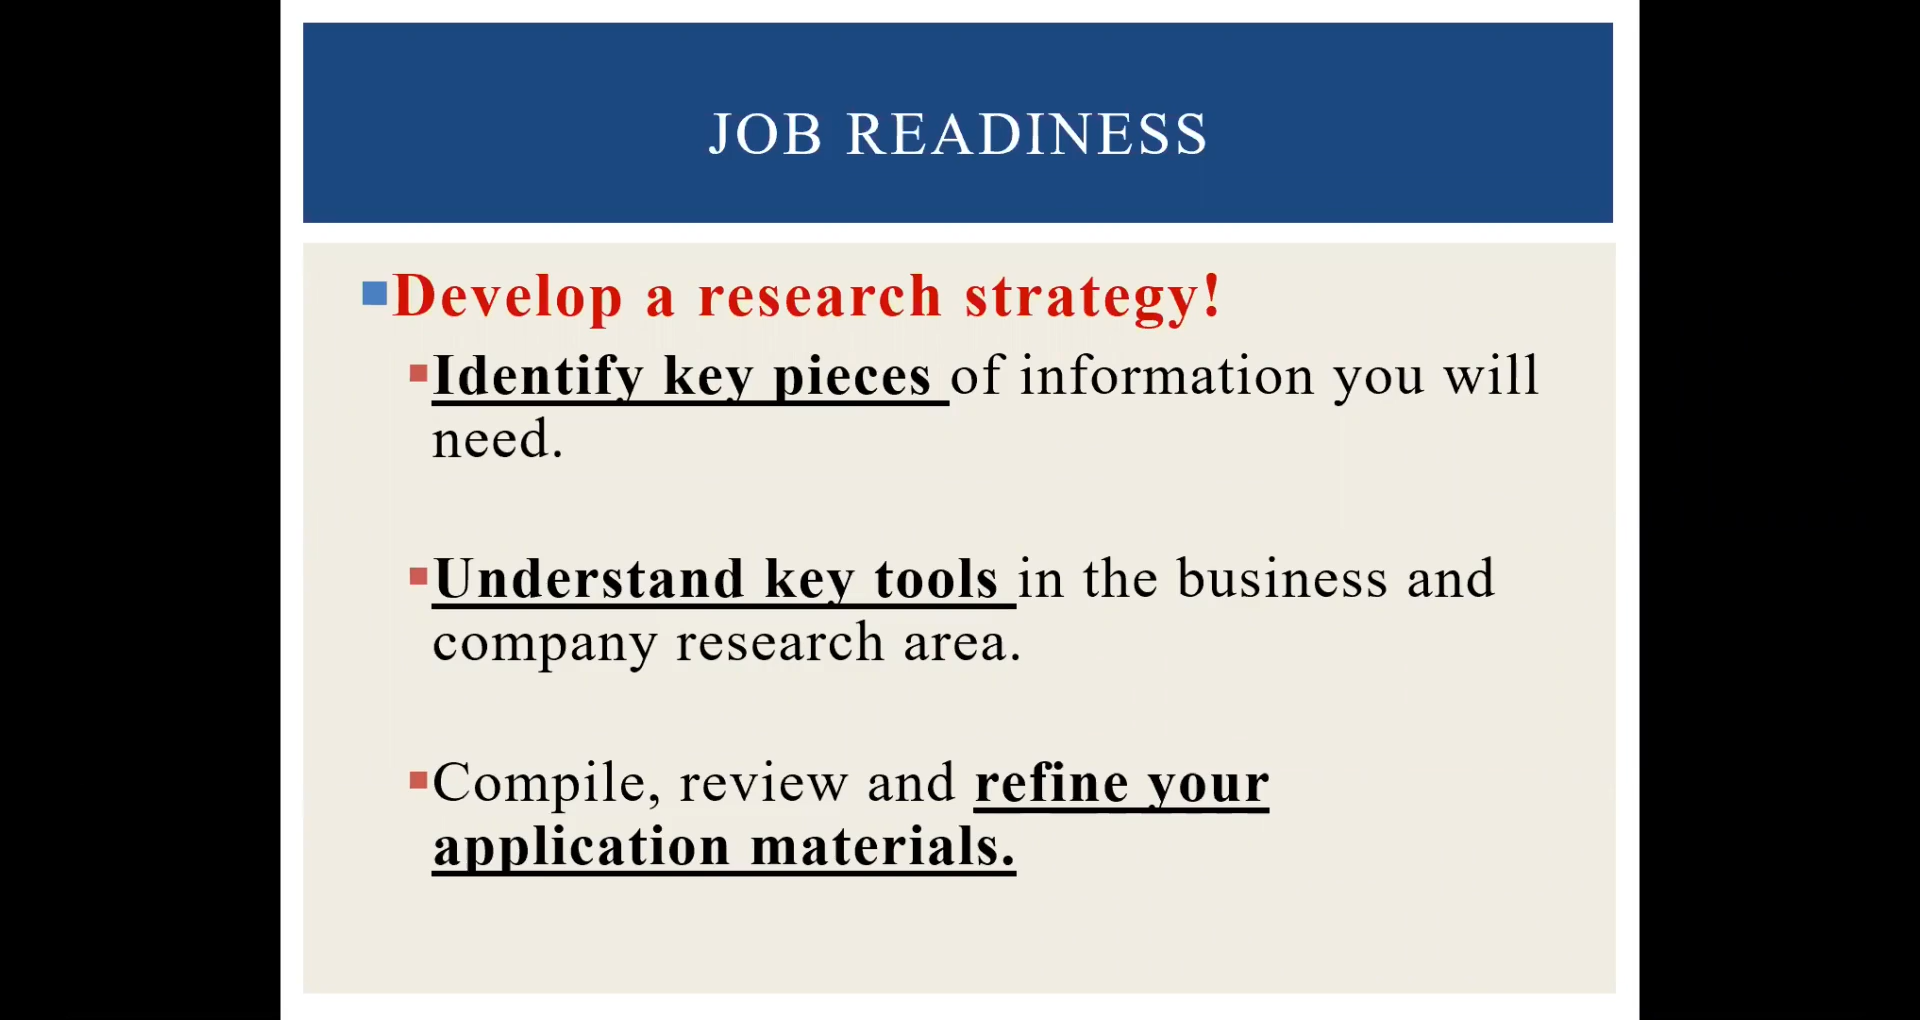 JOB READINESS
Develop a research strategy!
Identify key pieces of information you will
need.
Understand key tools in the business and
company research area.
Compile, review and refine your
application materials.